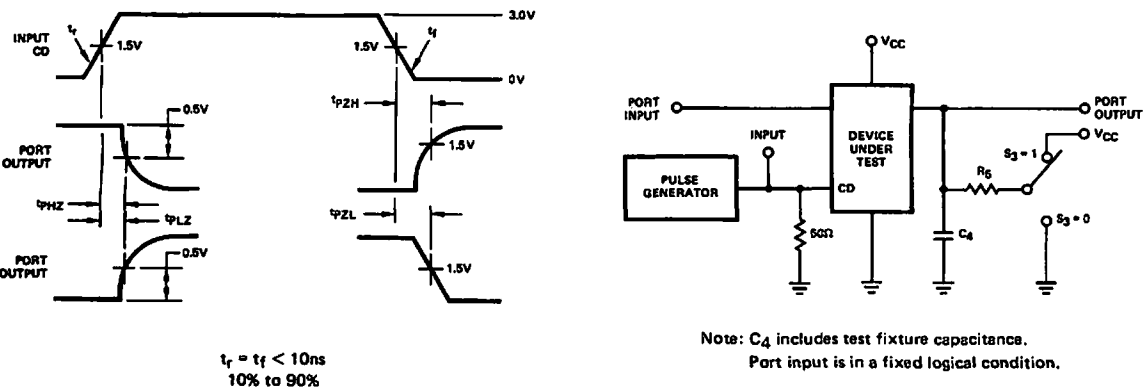 3.0V
INPUT
CD
tr
1.5V
1.5V
tf
0V
0.5V
tPZH
PORT
OUTPUT
1.5V
tPHZ
tPLZ
tPZL
0.5V
PORT
OUTPUT
1.5V
tr = tf < 10ns
10% to 90%
VCC
PORT
INPUT
PORT
OUTPUT
INPUT
DEVICE
UNDER
TEST
VCC
S3 = 1
R5
PULSE
GENERATOR
CD
50Ω
C4
S3 = 0
Note: C4 includes test fixture capacitance.
Port input is in a fixed logical condition.